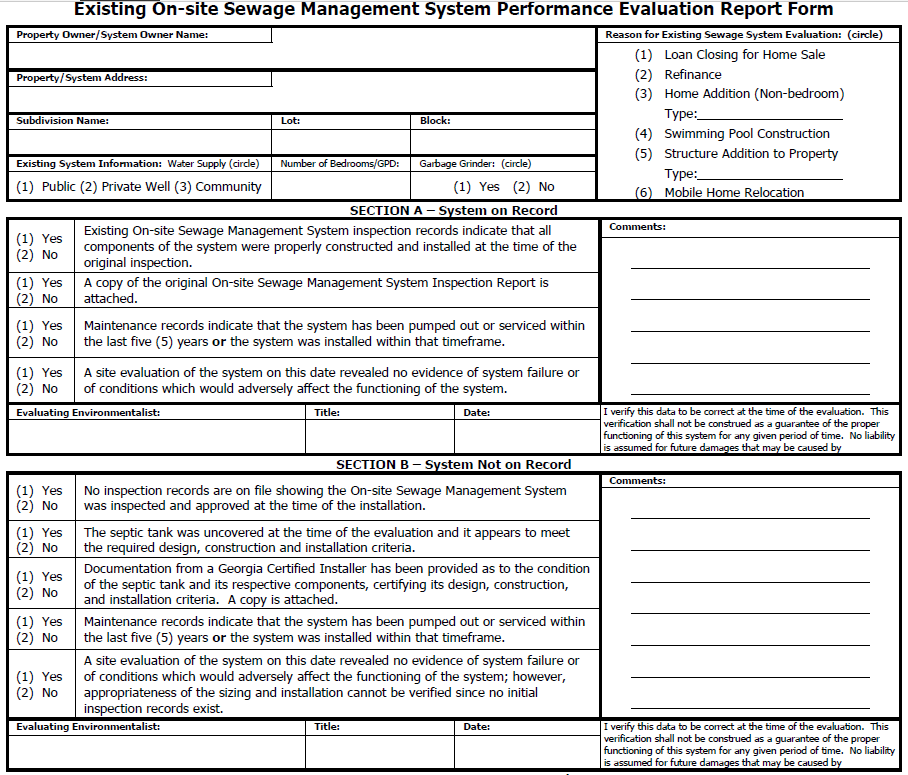 Existing On-site Sewage Management System Performance Evaluation Report Form
Property Owner/System Owner Name:
Reason for Existing Sewage System Evaluation: (circle)
(1) Loan Closing for Home Sale
(2) Refinance
(3) Home Addition (Non-bedroom)
Type:____________________
(4) Swimming Pool Construction
(5) Structure Addition to Property
Type:____________________
(6) Mobile Home Relocation
Property/System Address:
Subdivision Name:
Lot:
Block:
Existing System Information: Water Supply (circle)
(1) Public (2) Private Well (3) Community
Number of Bedrooms/GPD:
Garbage Grinder: (circle)
(1) Yes (2) No
SECTION A – System on Record
(1) Yes
(2) No
Existing On-site Sewage Management System inspection records indicate that all
components of the system were properly constructed and installed at the time of the
original inspection.
(1) Yes
(2) No
A copy of the original On-site Sewage Management System Inspection Report is
attached.
(1) Yes
(2) No
Maintenance records indicate that the system has been pumped out or serviced within
the last five (5) years or the system was installed within that timeframe.
(1) Yes
(2) No
A site evaluation of the system on this date revealed no evidence of system failure or
of conditions which would adversely affect the functioning of the system.
Comments:
Evaluating Environmentalist:
Title:
Date:
I verify this data to be correct at the time of the evaluation. This
verification shall not be construed as a guarantee of the proper
functioning of this system for any given period of time. No liability
is assumed for future damages that may be caused by
SECTION B – System Not on Record
(1) Yes
(2) No
No inspection records are on file showing the On-site Sewage Management System
was inspected and approved at the time of the installation.
(1) Yes
(2) No
The septic tank was uncovered at the time of the evaluation and it appears to meet
the required design, construction and installation criteria.
(1) Yes
(2) No
Documentation from a Georgia Certified Installer has been provided as to the condition
of the septic tank and its respective components, certifying its design, construction,
and installation criteria. A copy is attached.
(1) Yes
(2) No
Maintenance records indicate that the system has been pumped out or serviced within
the last five (5) years or the system was installed within that timeframe.
(1) Yes
(2) No
A site evaluation of the system on this date revealed no evidence of system failure or
of conditions which would adversely affect the functioning of the system; however,
appropriateness of the sizing and installation cannot be verified since no initial
inspection records exist.
Comments:
Evaluating Environmentalist:
Title:
Date:
I verify this data to be correct at the time of the evaluation. This
verification shall not be construed as a guarantee of the proper
functioning of this system for any given period of time. No liability
is assumed for future damages that may be caused by